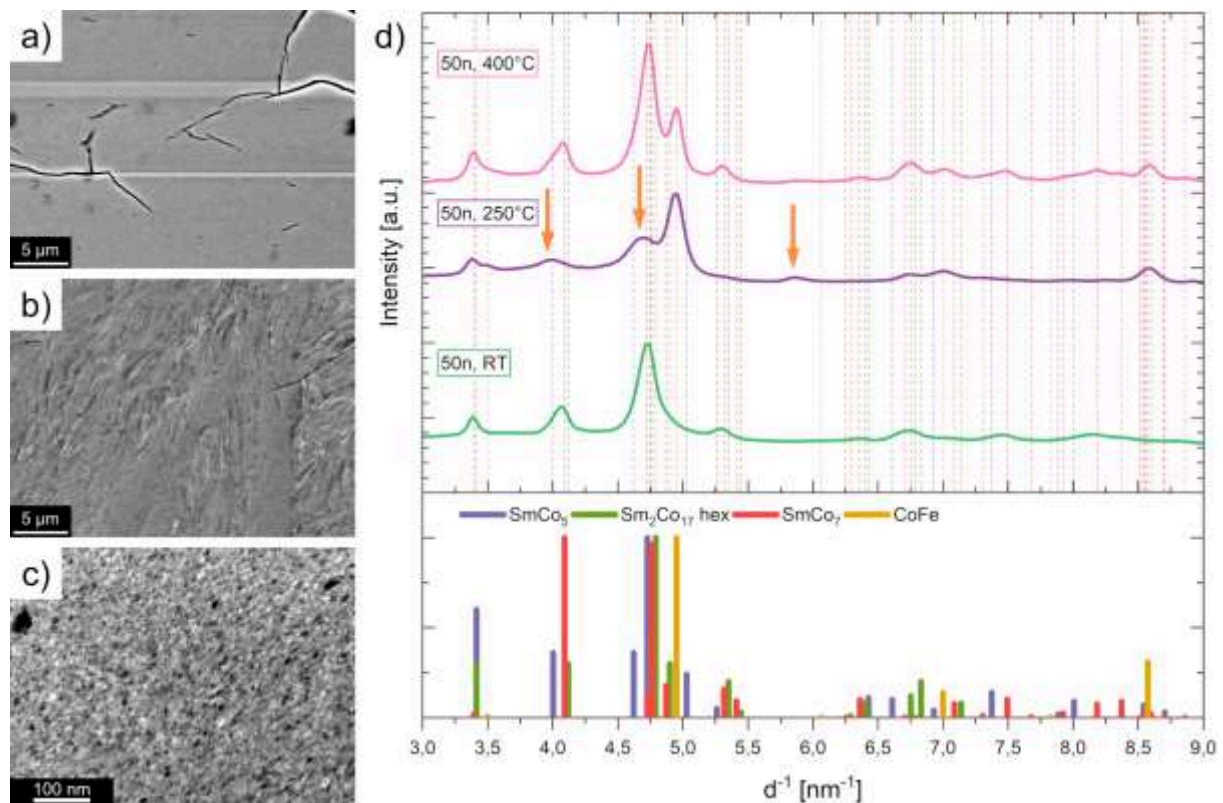 a)
5 µm
b)
5 µm
c)
100 nm
d)
50n, 400°C
50n, 250°C
50n, RT
Intensity [a.u.]
SmCo₅
Sm₂Co₁₇ hex
SmCo₇
CoFe
3,0 3,5 4,0 4,5 5,0 5,5 6,0 6,5 7,0 7,5 8,0 8,5 9,0
d⁻¹ [nm⁻¹]